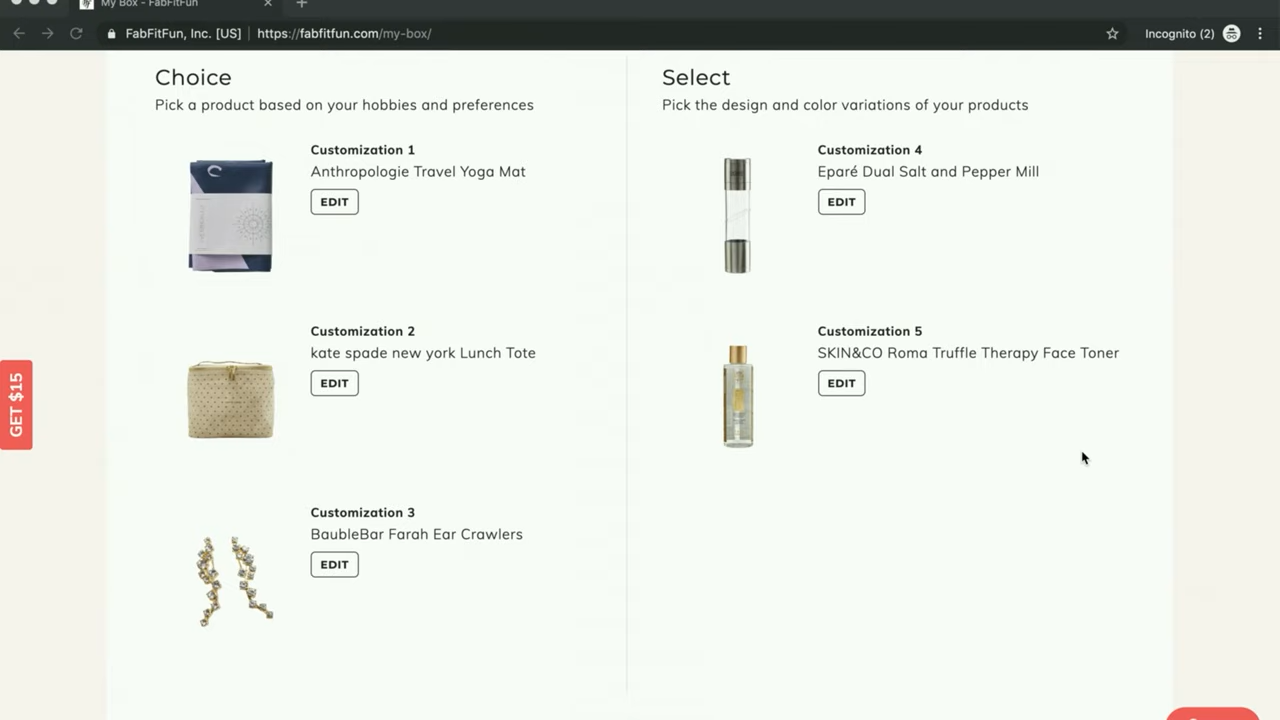 My Box - FabFitFun
FabFitFun, Inc. [US] https://fabfitfun.com/my-box/ Incognito (2)
Choice
Pick a product based on your hobbies and preferences
Customization 1
Anthropologie Travel Yoga Mat
EDIT
Customization 2
kate spade new york Lunch Tote
EDIT
Customization 3
BaubleBar Farah Ear Crawlers
EDIT
Select
Pick the design and color variations of your products
Customization 4
Eparé Dual Salt and Pepper Mill
EDIT
Customization 5
SKIN&CO Roma Truffle Therapy Face Toner
EDIT
GET $15